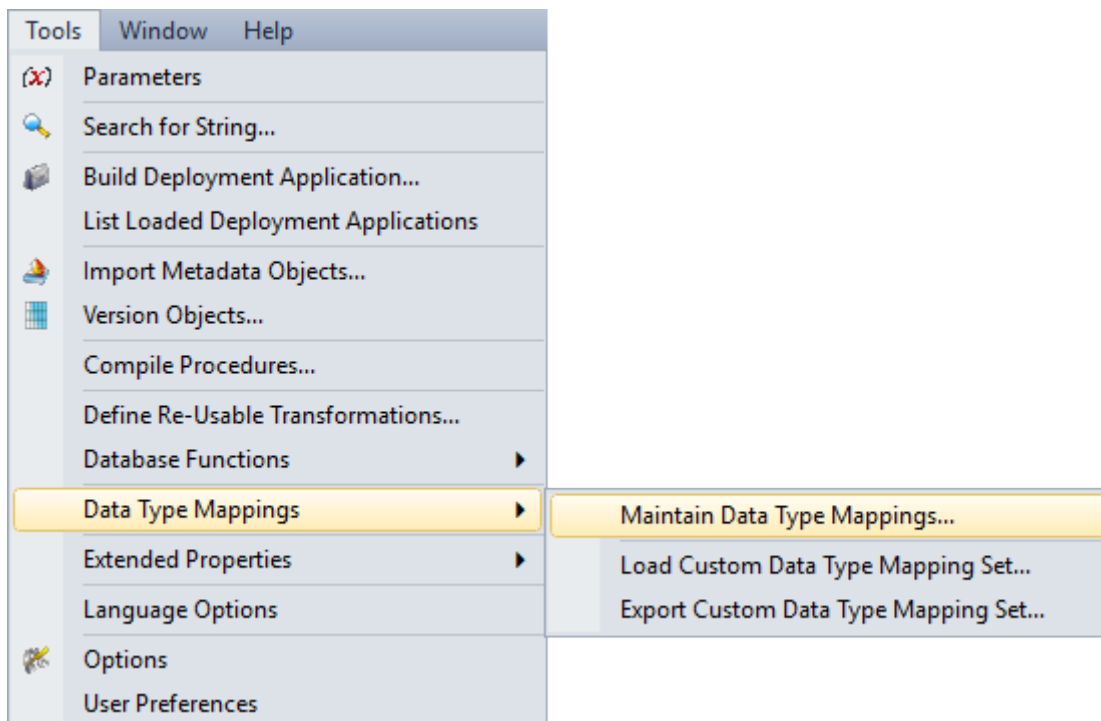 Tools Window Help
(x) Parameters
Search for String...
Build Deployment Application...
List Loaded Deployment Applications
Import Metadata Objects...
Version Objects...
Compile Procedures...
Define Re-Usable Transformations...
Database Functions
Data Type Mappings
Maintain Data Type Mappings...
Extended Properties
Load Custom Data Type Mapping Set...
Language Options
Export Custom Data Type Mapping Set...
Options
User Preferences